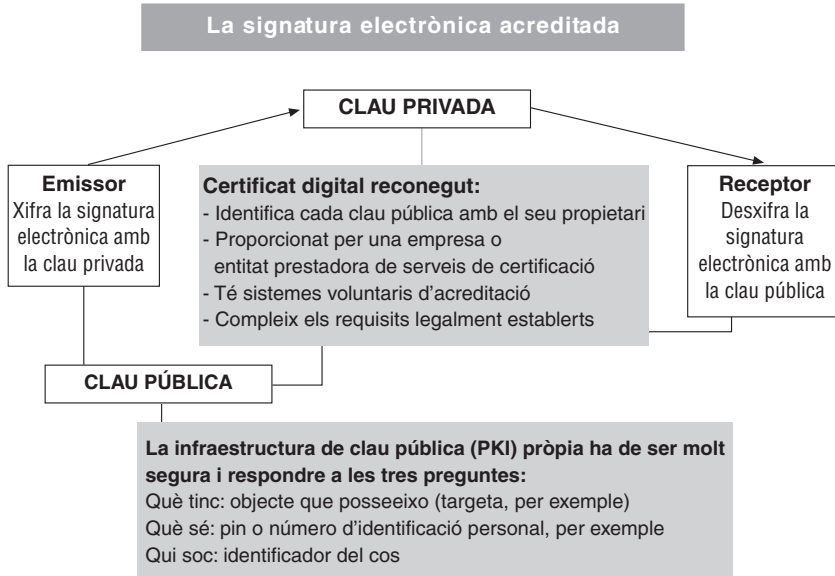 La signatura electrònica acreditada
CLAU PRIVADA
Emissor
Xifra la signatura
electrònica amb
la clau privada
Certificat digital reconegut:
- Identifica cada clau pública amb el seu propietari
- Proporcionat per una empresa o
entitat prestadora de serveis de certificació
- Té sistemes voluntaris d'acreditació
- Compleix els requisits legalment establerts
Receptor
Desxifra la
signatura
electrònica amb
la clau pública
CLAU PÚBLICA
La infraestructura de clau pública (PKI) pròpia ha de ser molt
segura i respondre a les tres preguntes:
Què tinc: objecte que posseeixo (targeta, per exemple)
Què sé: pin o número d'identificació personal, per exemple
Qui soc: identificador del cos